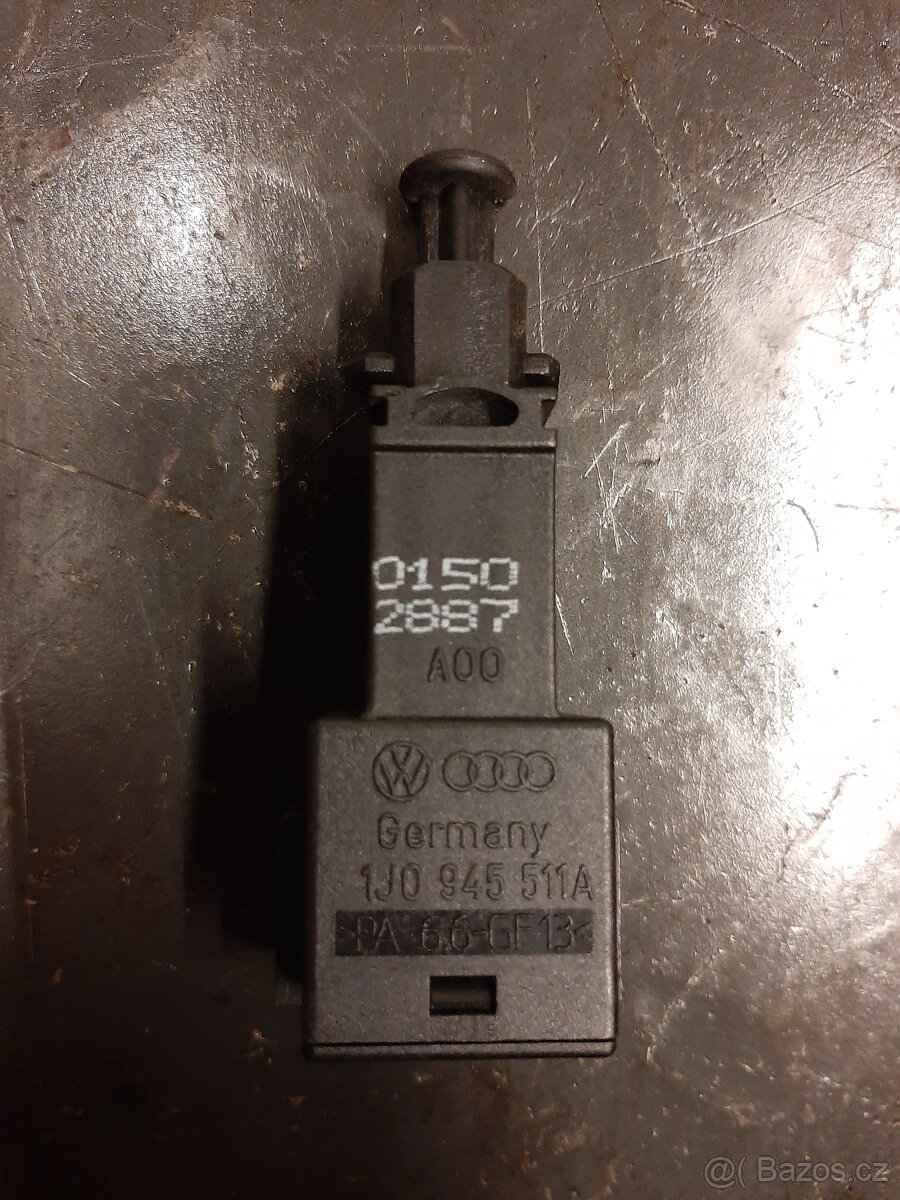 0150
2887
A00
Germany
1J0 945 511A
>PA 6.6-GF13<
@( Bazos.cz